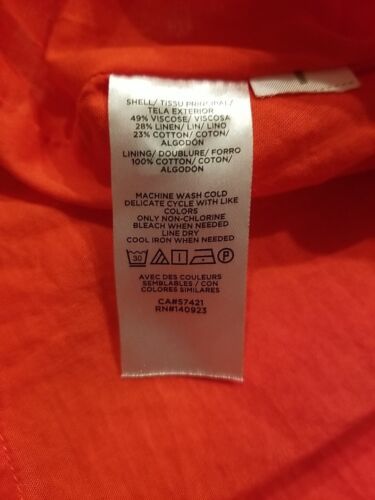 SHELL/ TISSU PRINCIPAL/
TELA EXTERIOR
49% VISCOSE/ VISCOSA
28% LINEN/ LIN/ LINO
23% COTTON/ COTON/
ALGODÓN
LINING/ DOUBLURE/ FORRO
100% COTTON/ COTON/
ALGODÓN
MACHINE WASH COLD
DELICATE CYCLE WITH LIKE
COLORS
ONLY NON-CHLORINE
BLEACH WHEN NEEDED
LINE DRY
COOL IRON WHEN NEEDED
30
P
AVEC DES COULEURS
SEMBLABLES / CON
COLORES SIMILARES
CA#57421
RN#140923